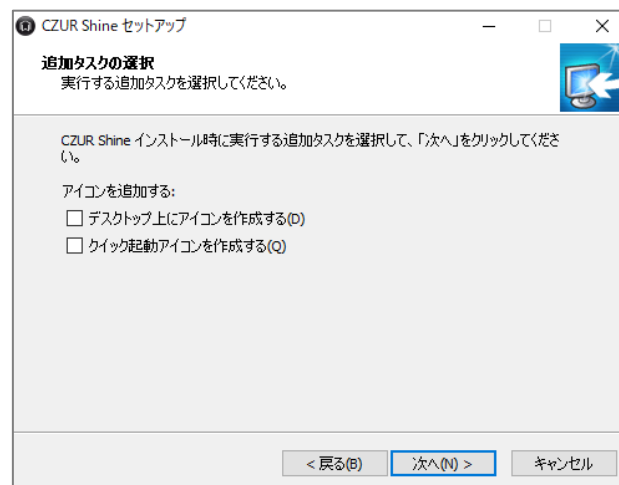 CZUR Shine セットアップ
追加タスクの選択
実行する追加タスクを選択してください。
CZUR Shine インストール時に実行する追加タスクを選択して、「次へ」をクリックしてくださ
い。
アイコンを追加する:
デスクトップ上にアイコンを作成する(D)
クイック起動アイコンを作成する(Q)
< 戻る(B)
次へ(N) >
キャンセル